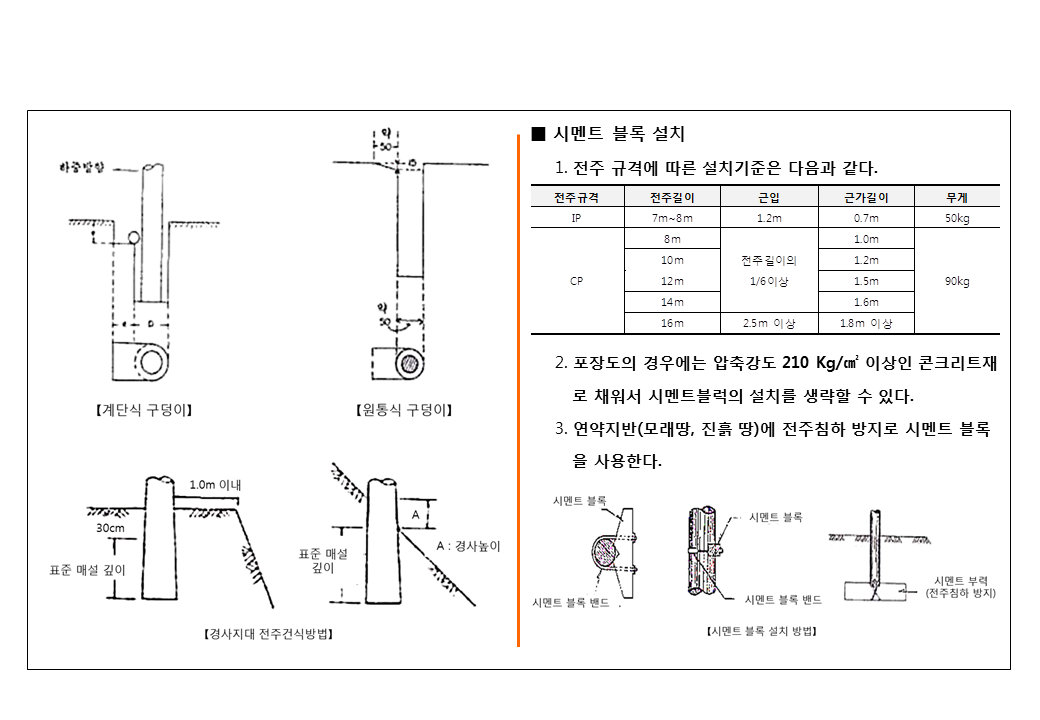 하중방향
D
【계단식 구덩이】
약
50
약
50
【원통식 구덩이】
1.0m 이내
30cm
표준 매설 깊이
A
A : 경사높이
표준 매설
깊이
【경사지대 전주건식방법】
■ 시멘트 블록 설치
1. 전주 규격에 따른 설치기준은 다음과 같다.
전주규격 전주길이 근입 근가길이 무게
IP 7m~8m 1.2m 0.7m 50kg
CP 8m 전주길이의 1/6이상 1.0m 90kg
10m 1.2m
12m 1.5m
14m 1.6m
16m 2.5m 이상 1.8m 이상
2. 포장도의 경우에는 압축강도 210 Kg/㎠ 이상인 콘크리트재
로 채워서 시멘트블럭의 설치를 생략할 수 있다.
3. 연약지반(모래땅, 진흙 땅)에 전주침하 방지로 시멘트 블록
을 사용한다.
시멘트 블록
시멘트 블록 밴드
시멘트 블록
시멘트 블록 밴드
시멘트 부력
(전주침하 방지)
【시멘트 블록 설치 방법】